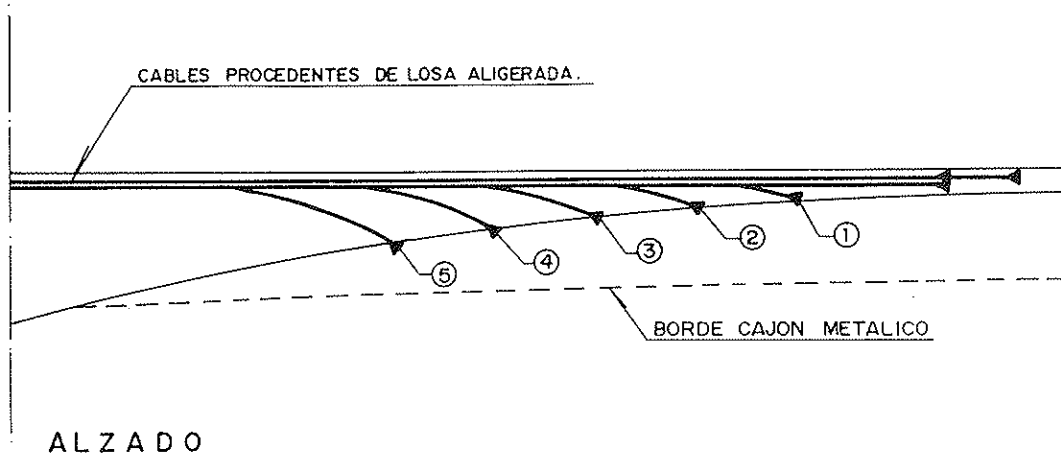 CABLES PROCEDENTES DE LOSA ALIGERADA.
①
②
③
④
⑤
BORDE CAJON METALICO
ALZADO